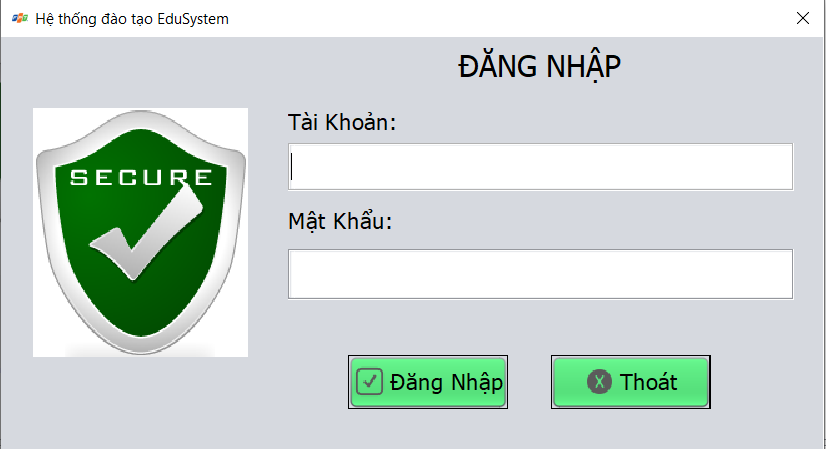 Hệ thống đào tạo EduSystem
ĐĂNG NHẬP
SECURE
Tài Khoản:
Mật Khẩu:
Đăng Nhập
Thoát